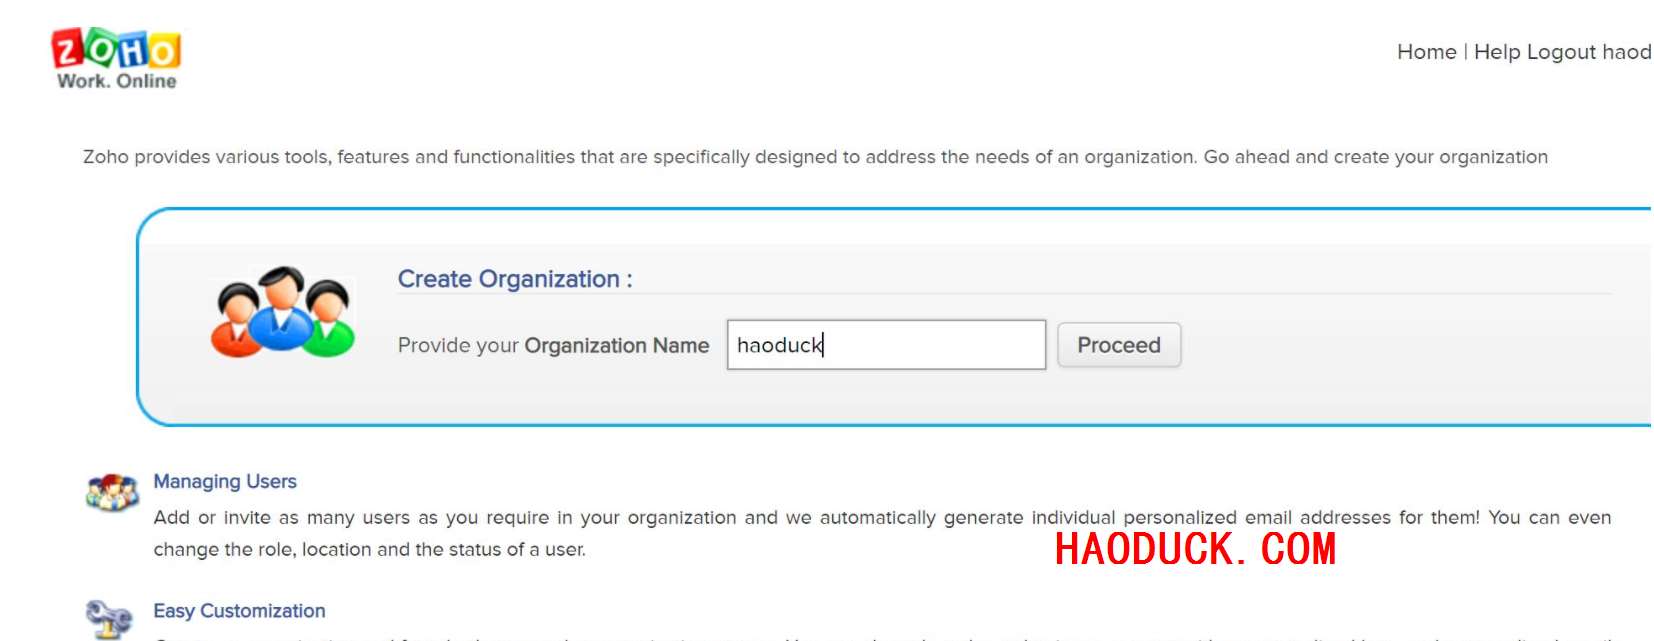 ZOHO
Work. Online
Home | Help Logout haod
Zoho provides various tools, features and functionalities that are specifically designed to address the needs of an organization. Go ahead and create your organization
Create Organization :
Provide your Organization Name haoduck Proceed
Managing Users
Add or invite as many users as you require in your organization and we automatically generate individual personalized email addresses for them! You can even
change the role, location and the status of a user.
HAODUCK. COM
Easy Customization